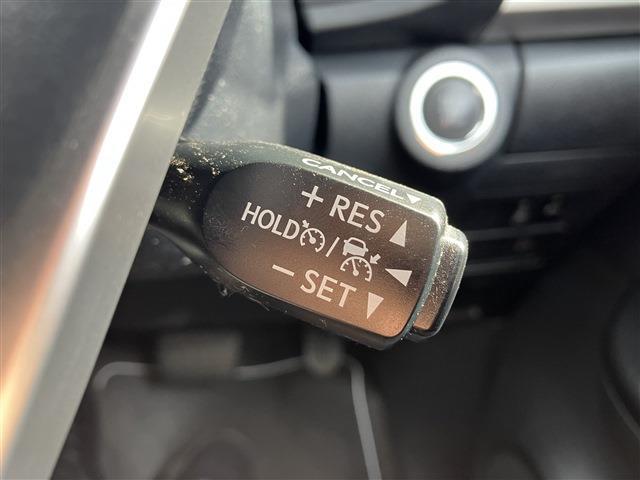 CANCEL
+ RES
HOLD /
− SET